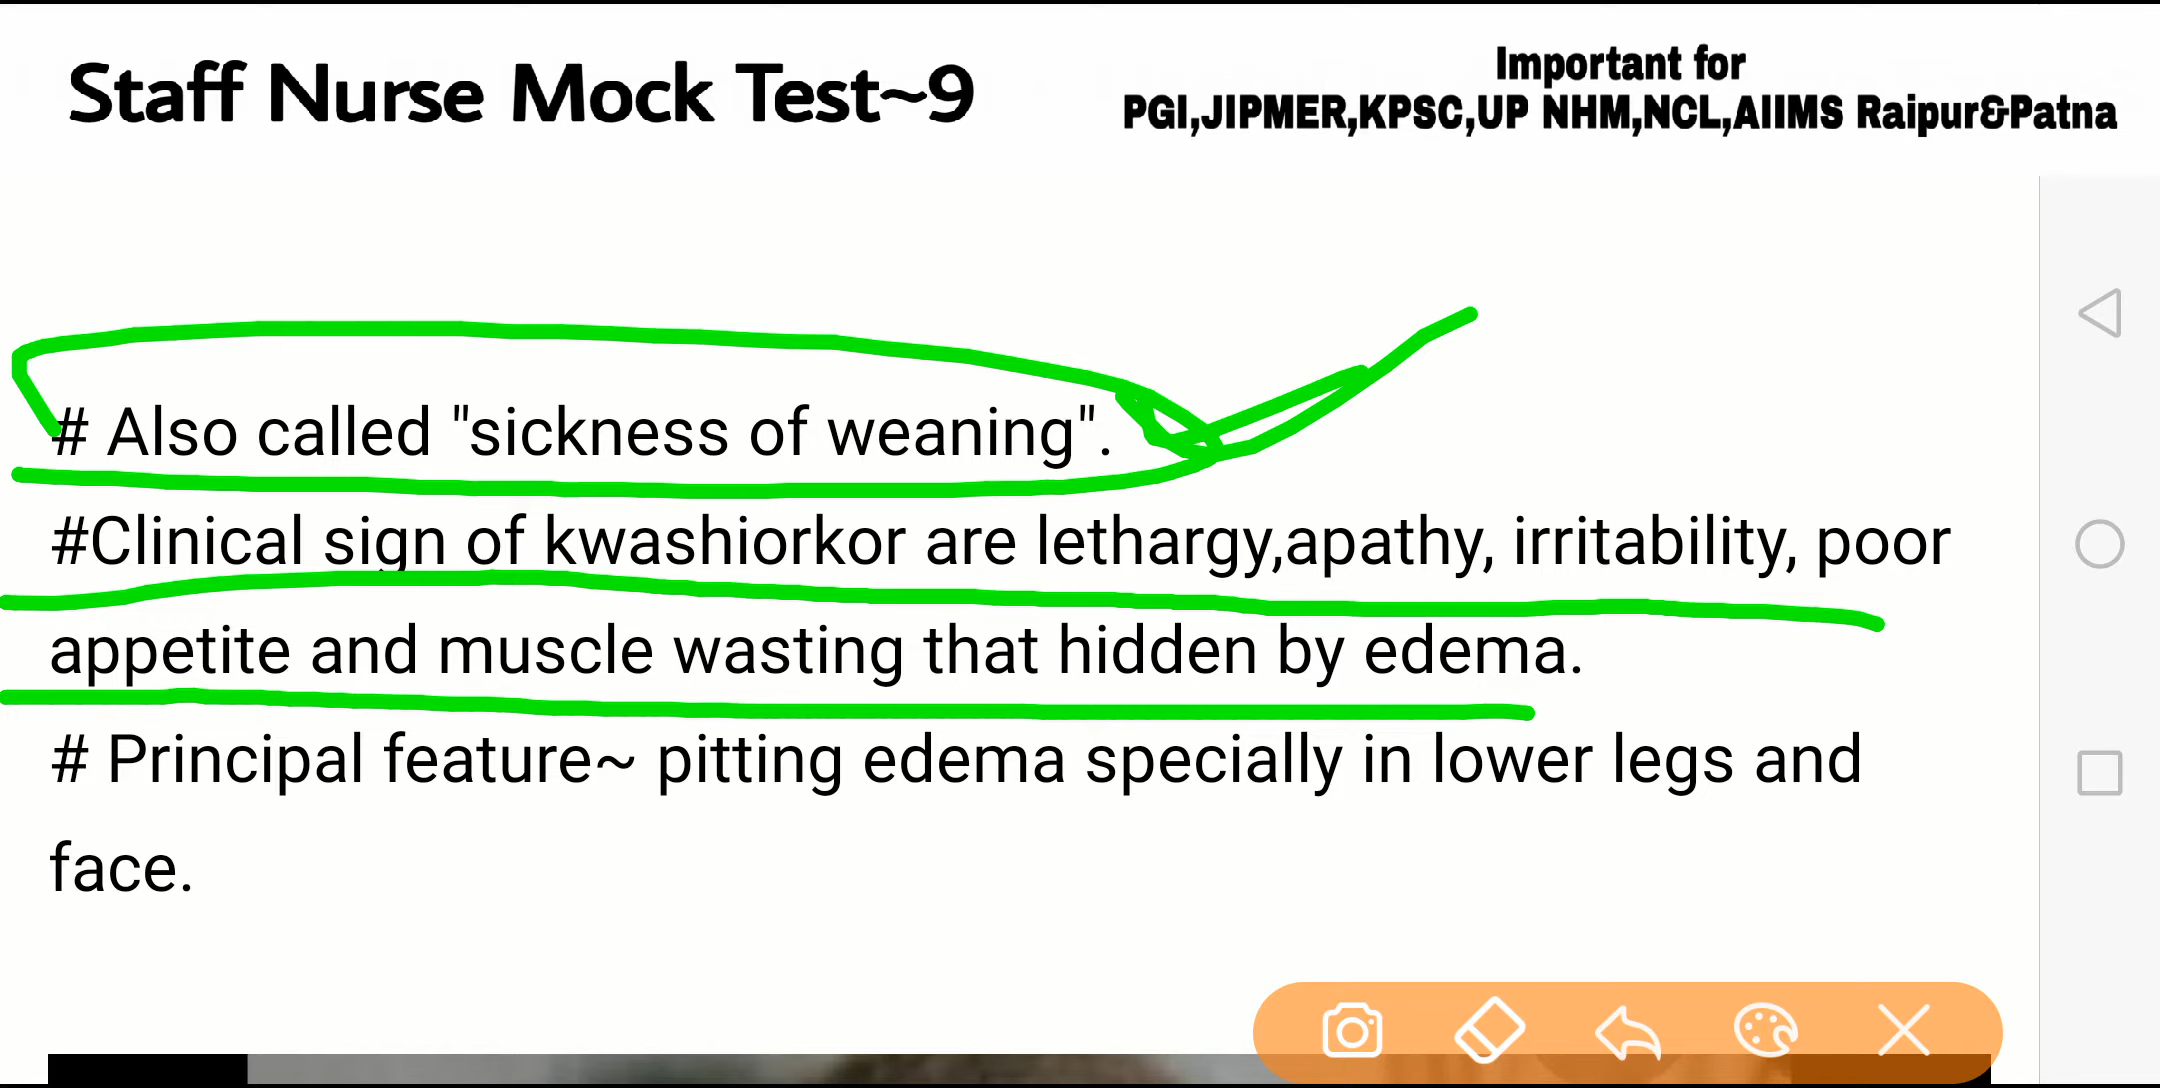 Staff Nurse Mock Test~9
Important for
PGI,JIPMER,KPSC,UP NHM,NCL,AIIMS Raipur&Patna
# Also called "sickness of weaning".
#Clinical sign of kwashiorkor are lethargy,apathy, irritability, poor
appetite and muscle wasting that hidden by edema.
# Principal feature~ pitting edema specially in lower legs and
face.